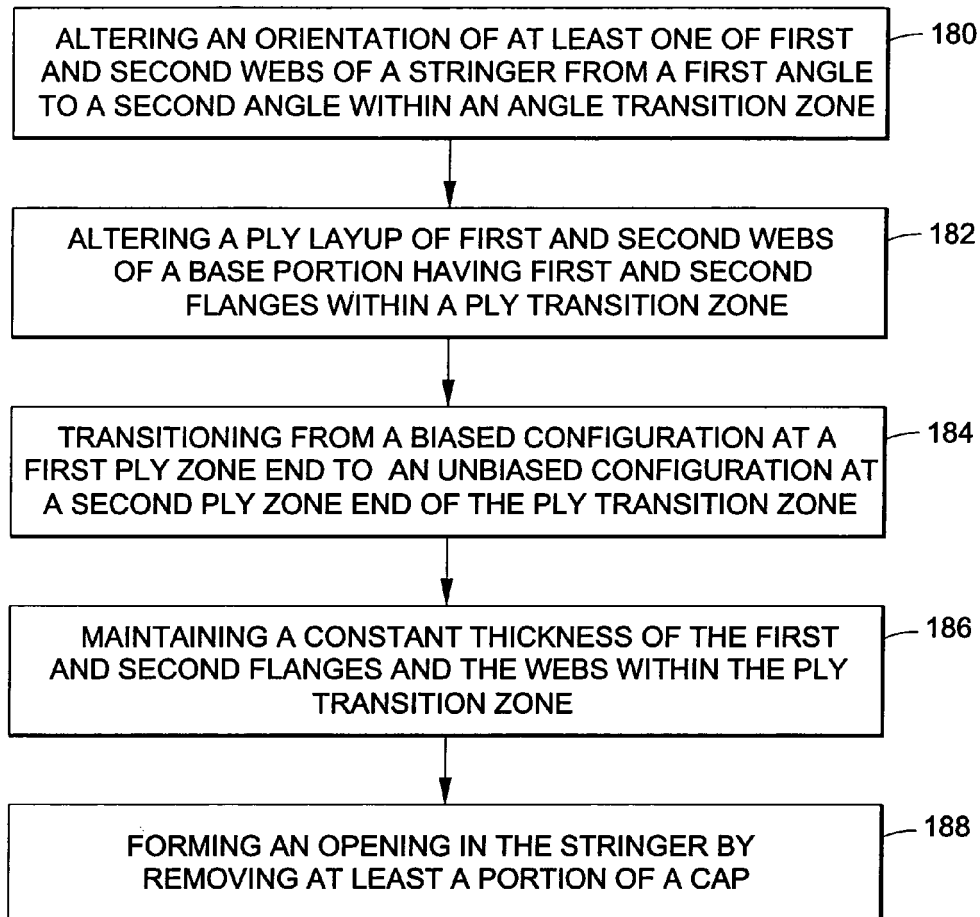 ALTERING AN ORIENTATION OF AT LEAST ONE OF FIRST
AND SECOND WEBS OF A STRINGER FROM A FIRST ANGLE
TO A SECOND ANGLE WITHIN AN ANGLE TRANSITION ZONE
180
ALTERING A PLY LAYUP OF FIRST AND SECOND WEBS
OF A BASE PORTION HAVING FIRST AND SECOND
FLANGES WITHIN A PLY TRANSITION ZONE
182
TRANSITIONING FROM A BIASED CONFIGURATION AT A
FIRST PLY ZONE END TO AN UNBIASED CONFIGURATION AT
A SECOND PLY ZONE END OF THE PLY TRANSITION ZONE
184
MAINTAINING A CONSTANT THICKNESS OF THE FIRST
AND SECOND FLANGES AND THE WEBS WITHIN THE PLY
TRANSITION ZONE
186
FORMING AN OPENING IN THE STRINGER BY
REMOVING AT LEAST A PORTION OF A CAP
188